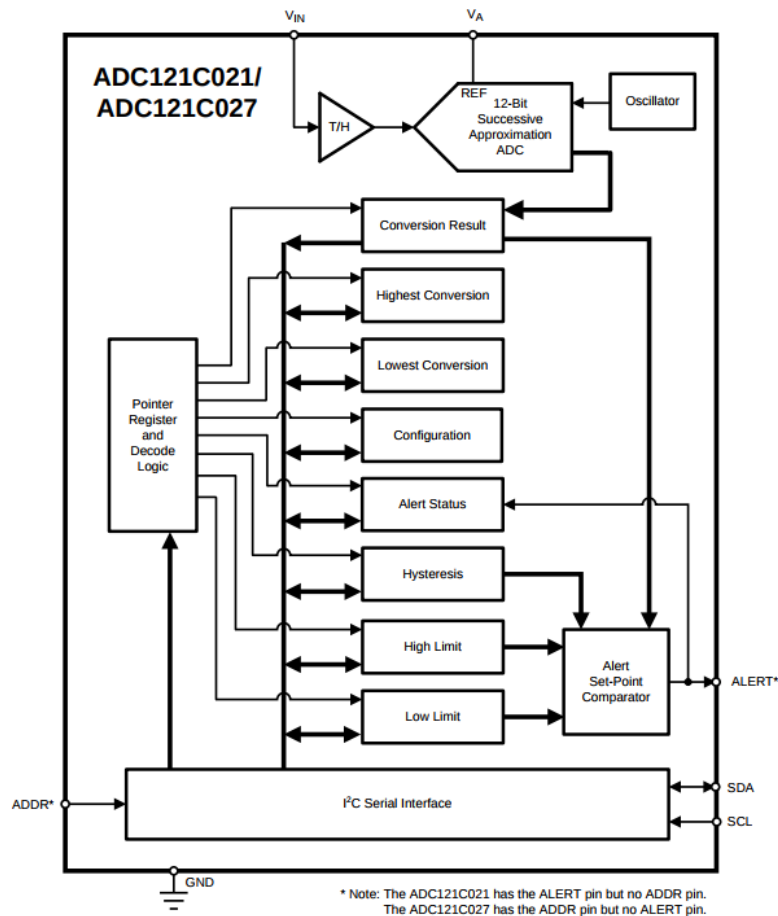 V_IN
V_A
ADC121C021/
ADC121C027
T/H
REF
12-Bit
Successive
Approximation
ADC
Oscillator
Conversion Result
Highest Conversion
Lowest Conversion
Pointer
Register
and
Decode
Logic
Configuration
Alert Status
Hysteresis
High Limit
Low Limit
Alert
Set-Point
Comparator
ALERT*
ADDR*
I²C Serial Interface
SDA
SCL
GND
* Note: The ADC121C021 has the ALERT pin but no ADDR pin.
The ADC121C027 has the ADDR pin but no ALERT pin.